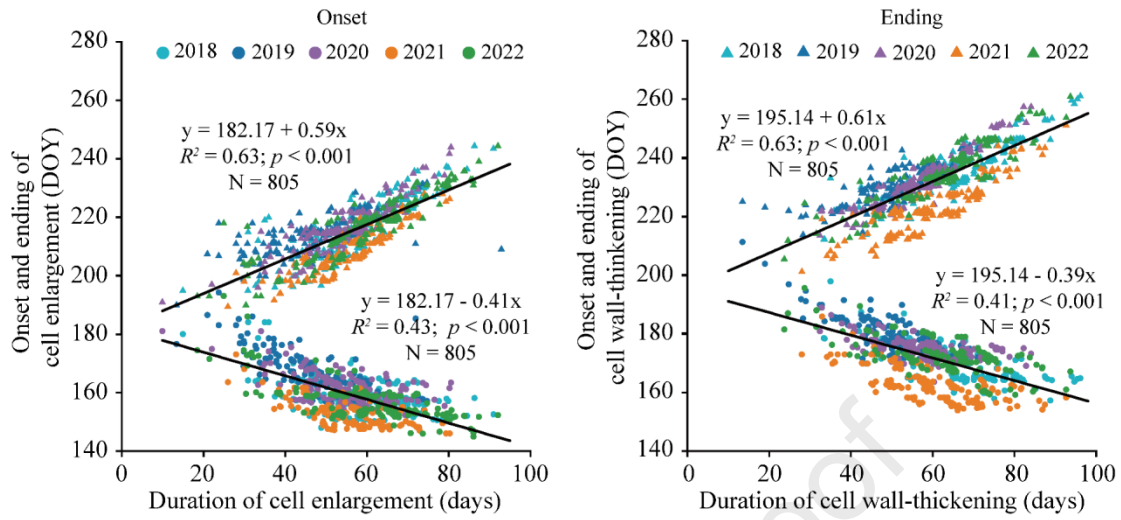 Onset
Ending
280
2018 2019 2020 2021 2022
260
y = 182.17 + 0.59x
R² = 0.63; p < 0.001
N = 805
240
220
200
y = 182.17 - 0.41x
R² = 0.43; p < 0.001
N = 805
180
160
140
0 20 40 60 80 100
Onset and ending of
cell enlargement (DOY)
Duration of cell enlargement (days)
280
2018 2019 2020 2021 2022
260
y = 195.14 + 0.61x
R² = 0.63; p < 0.001
N = 805
240
220
200
y = 195.14 - 0.39x
R² = 0.41; p < 0.001
N = 805
180
160
140
0 20 40 60 80 100
Onset and ending of
cell wall-thinkening (DOY)
Duration of cell wall-thickening (days)